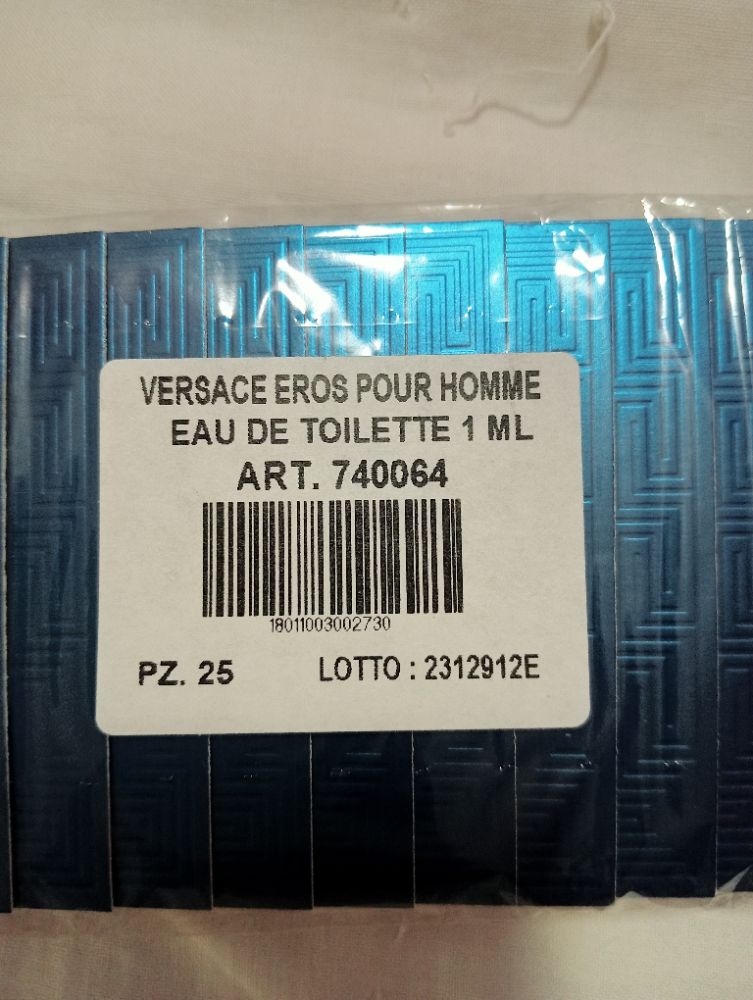 VERSACE EROS POUR HOMME
EAU DE TOILETTE 1 ML
ART. 740064
18011003002730
PZ. 25 LOTTO : 2312912E